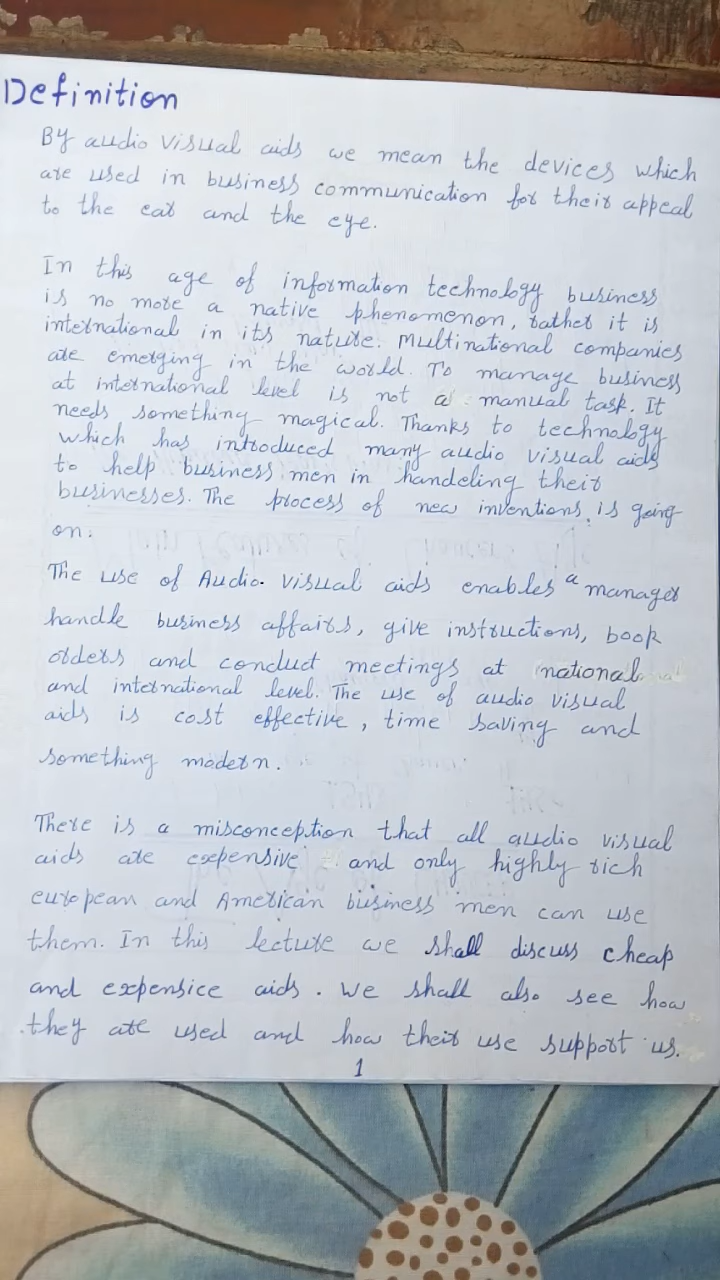 Definition
By audio visual aids we mean the devices which
are used in business communication for their appeal
to the ear and the eye.
In this age of information technology business
is no more a native phenomenon, rather it is
international in its nature. Multinational companies
are emerging in the world. To manage business
at international level is not a manual task. It
needs something magical. Thanks to technology
which has introduced many audio visual aids
to help business men in handeling their
businesses. The process of new inventions is going
on.
The use of Audio. visual aids enables a manager
handle business affairs, give instructions, book
orders and conduct meetings at national
and international level. The use of audio visual
aids is cost effective, time saving and
something modern.
There is a misconception that all audio visual
aids are expensive and only highly rich
european and American business men can use
them. In this lecture we shall discuss cheap
and expensice aids. We shall also see how
they are used and how their use support us.
1